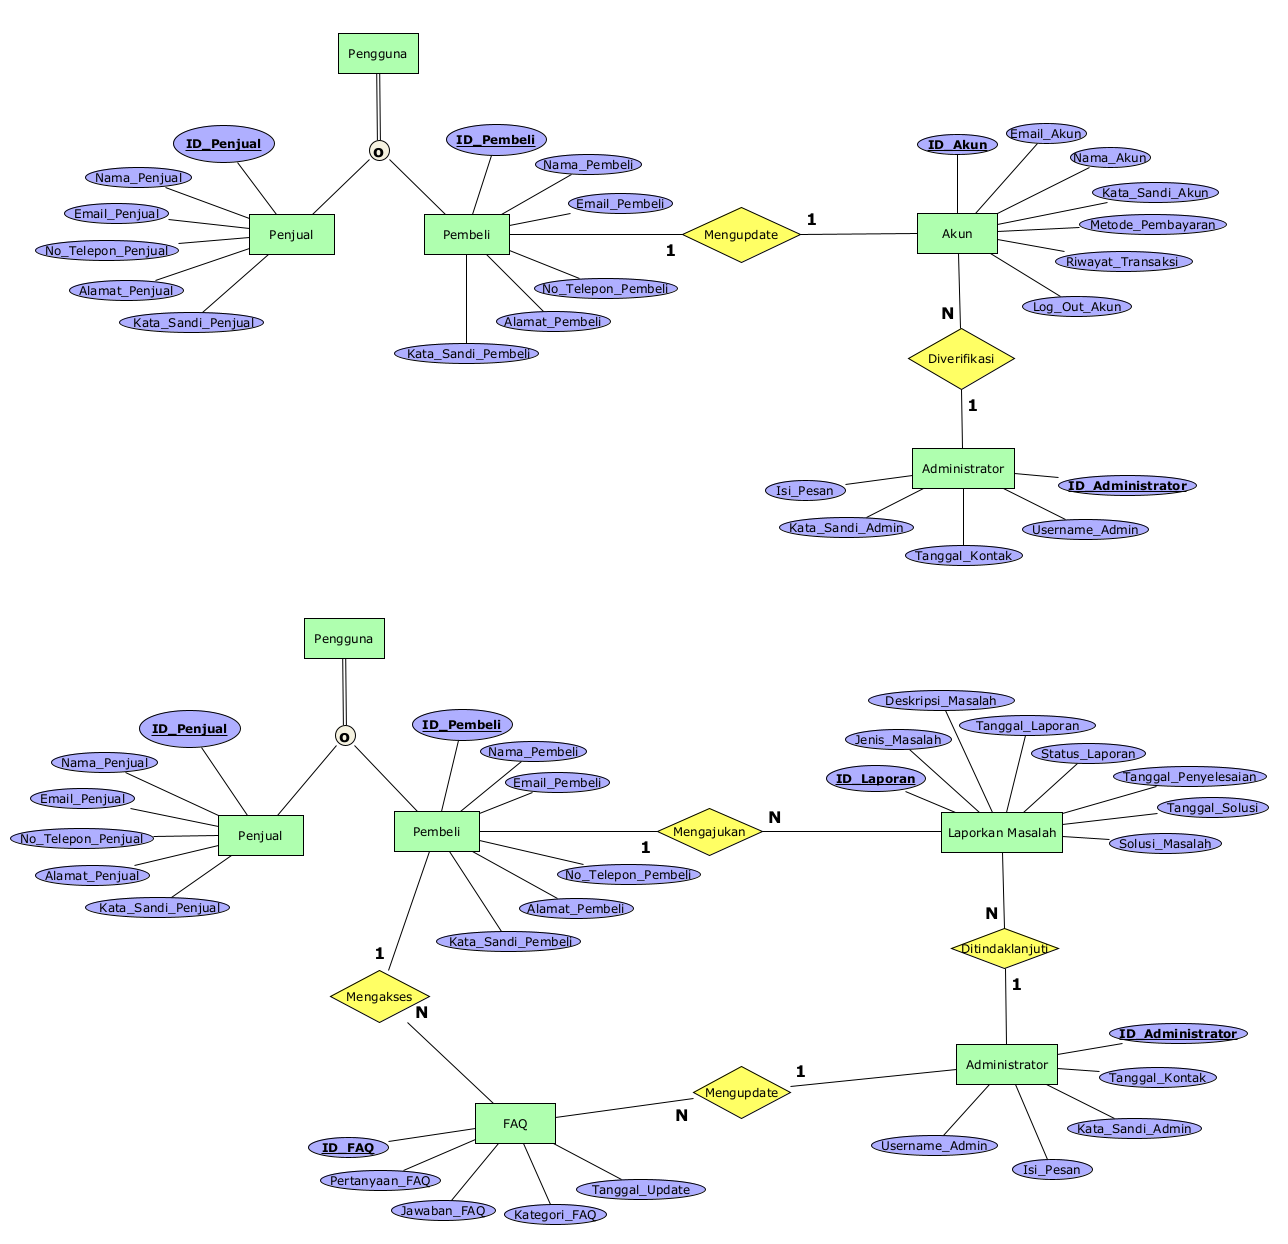 Pengguna
o
ID_Penjual
Nama_Penjual
Email_Penjual
No_Telepon_Penjual
Alamat_Penjual
Kata_Sandi_Penjual
Penjual
ID_Pembeli
Nama_Pembeli
Email_Pembeli
Pembeli
No_Telepon_Pembeli
Alamat_Pembeli
Kata_Sandi_Pembeli
1
Mengupdate
1
ID_Akun
Email_Akun
Nama_Akun
Kata_Sandi_Akun
Metode_Pembayaran
Akun
Riwayat_Transaksi
Log_Out_Akun
N
Diverifikasi
1
Administrator
Isi_Pesan
ID_Administrator
Kata_Sandi_Admin
Username_Admin
Tanggal_Kontak
Pengguna
o
ID_Penjual
Nama_Penjual
Email_Penjual
No_Telepon_Penjual
Alamat_Penjual
Kata_Sandi_Penjual
Penjual
ID_Pembeli
Nama_Pembeli
Email_Pembeli
Pembeli
No_Telepon_Pembeli
Alamat_Pembeli
Kata_Sandi_Pembeli
1
Mengajukan
N
Deskripsi_Masalah
Tanggal_Laporan
Jenis_Masalah
Status_Laporan
ID_Laporan
Tanggal_Penyelesaian
Tanggal_Solusi
Laporkan Masalah
Solusi_Masalah
N
Ditindaklanjuti
1
1
Mengakses
N
ID_Administrator
Administrator
Tanggal_Kontak
Kata_Sandi_Admin
Username_Admin
Isi_Pesan
1
Mengupdate
N
FAQ
ID_FAQ
Pertanyaan_FAQ
Jawaban_FAQ
Kategori_FAQ
Tanggal_Update